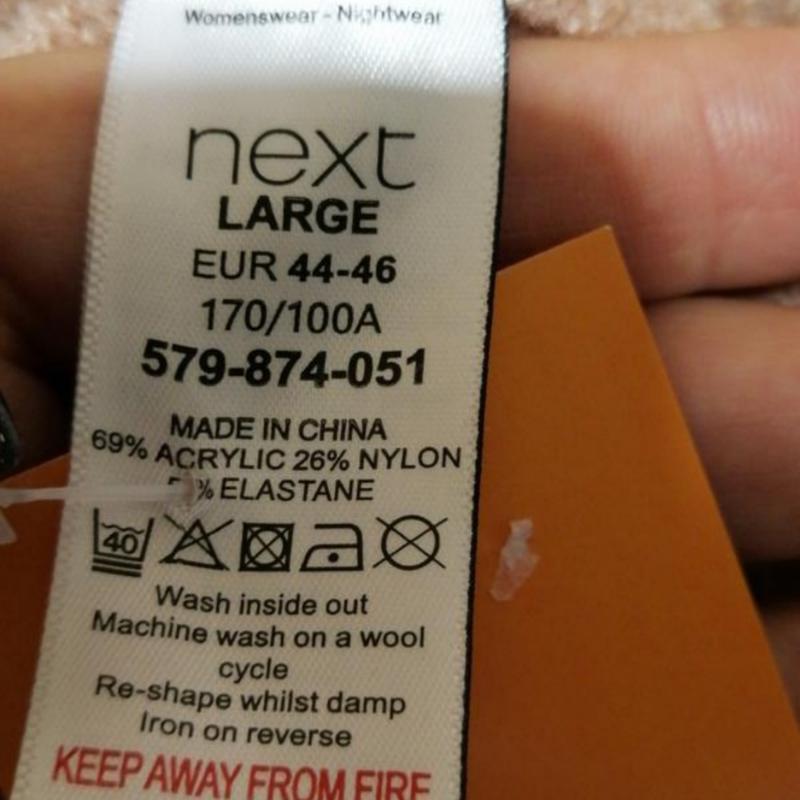 Womenswear - Nightwear
next
LARGE
EUR 44-46
170/100A
579-874-051
MADE IN CHINA
69% ACRYLIC 26% NYLON
% ELASTANE
40
Wash inside out
Machine wash on a wool
cycle
Re-shape whilst damp
Iron on reverse
KEEP AWAY FROM FIRE